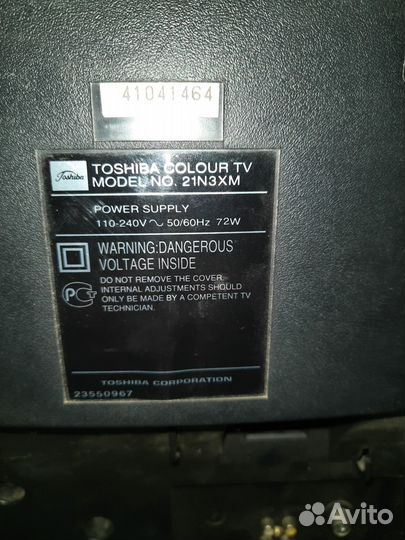 41041464
Toshiba
TOSHIBA COLOUR TV
MODEL NO. 21N3XM
POWER SUPPLY
110-240V ~ 50/60Hz 72W
WARNING:DANGEROUS
VOLTAGE INSIDE
DO NOT REMOVE THE COVER.
INTERNAL ADJUSTMENTS SHOULD
ONLY BE MADE BY A COMPETENT TV
TECHNICIAN.
TOSHIBA CORPORATION
23550967
Avito